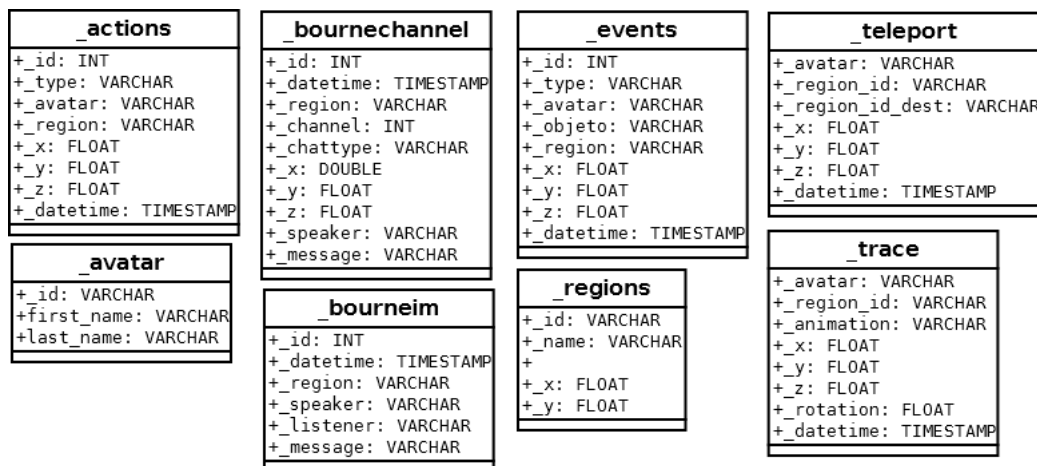 _actions
+_id: INT
+_type: VARCHAR
+_avatar: VARCHAR
+_region: VARCHAR
+_x: FLOAT
+_y: FLOAT
+_z: FLOAT
+_datetime: TIMESTAMP
_avatar
+_id: VARCHAR
+first_name: VARCHAR
+last_name: VARCHAR
_bournechannel
+_id: INT
+_datetime: TIMESTAMP
+_region: VARCHAR
+_channel: INT
+_chattype: VARCHAR
+_x: DOUBLE
+_y: FLOAT
+_z: FLOAT
+_speaker: VARCHAR
+_message: VARCHAR
_bourneim
+_id: INT
+_datetime: TIMESTAMP
+_region: VARCHAR
+_speaker: VARCHAR
+_listener: VARCHAR
+_message: VARCHAR
_events
+_id: INT
+_type: VARCHAR
+_avatar: VARCHAR
+_objeto: VARCHAR
+_region: VARCHAR
+_x: FLOAT
+_y: FLOAT
+_z: FLOAT
+_datetime: TIMESTAMP
_regions
+_id: VARCHAR
+_name: VARCHAR
+
+_x: FLOAT
+_y: FLOAT
_teleport
+_avatar: VARCHAR
+_region_id: VARCHAR
+_region_id_dest: VARCHAR
+_x: FLOAT
+_y: FLOAT
+_z: FLOAT
+_datetime: TIMESTAMP
_trace
+_avatar: VARCHAR
+_region_id: VARCHAR
+_animation: VARCHAR
+_x: FLOAT
+_y: FLOAT
+_z: FLOAT
+_rotation: FLOAT
+_datetime: TIMESTAMP